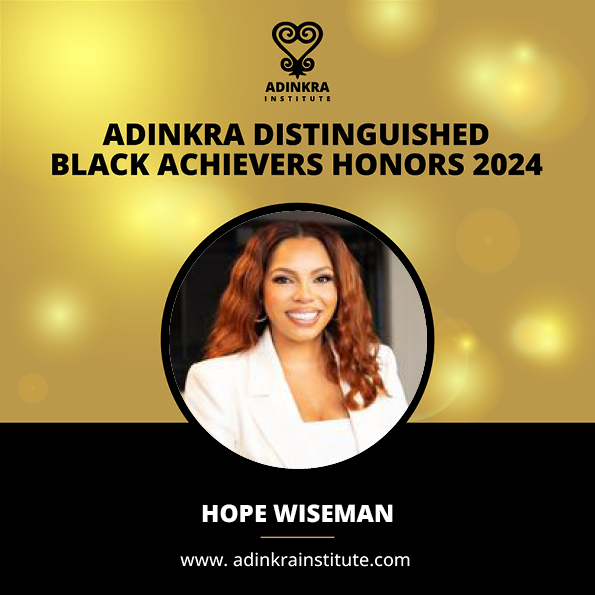 ADINKRA
INSTITUTE
ADINKRA DISTINGUISHED
BLACK ACHIEVERS HONORS 2024
HOPE WISEMAN
www. adinkrainstitute.com